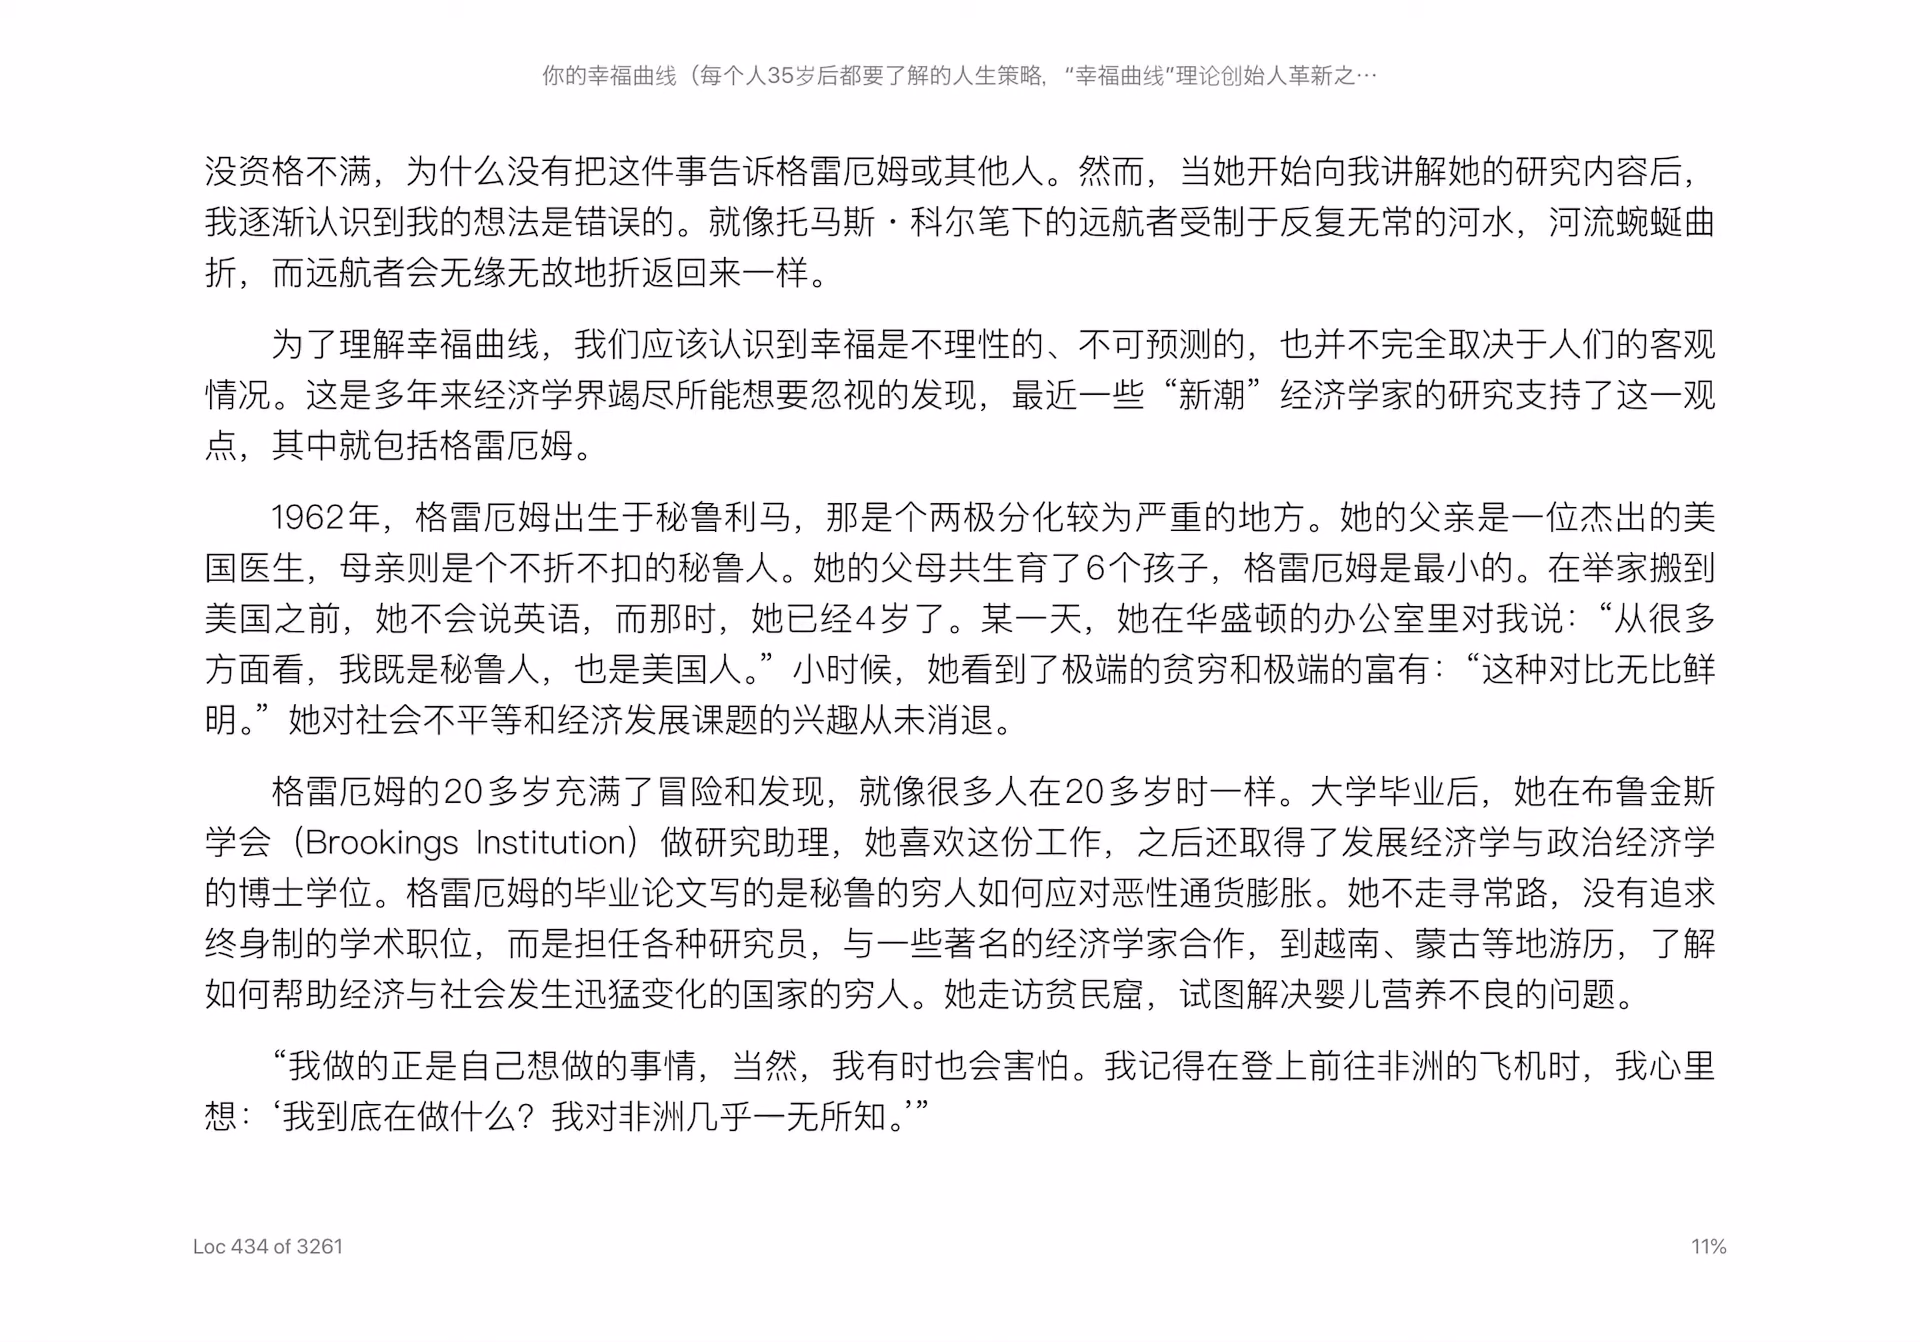 你的幸福曲线（每个人35岁后都要了解的人生策略，“幸福曲线”理论创始人革新之…
没资格不满，为什么没有把这件事告诉格雷厄姆或其他人。然而，当她开始向我讲解她的研究内容后，
我逐渐认识到我的想法是错误的。就像托马斯·科尔笔下的远航者受制于反复无常的河水，河流蜿蜒曲
折，而远航者会无缘无故地折返回来一样。
为了理解幸福曲线，我们应该认识到幸福是不理性的、不可预测的，也并不完全取决于人们的客观
情况。这是多年来经济学界竭尽所能想要忽视的发现，最近一些“新潮”经济学家的研究支持了这一观
点，其中就包括格雷厄姆。
1962年，格雷厄姆出生于秘鲁利马，那是个两极分化较为严重的地方。她的父亲是一位杰出的美
国医生，母亲则是个不折不扣的秘鲁人。她的父母共生育了6个孩子，格雷厄姆是最小的。在举家搬到
美国之前，她不会说英语，而那时，她已经4岁了。某一天，她在华盛顿的办公室里对我说：“从很多
方面看，我既是秘鲁人，也是美国人。”小时候，她看到了极端的贫穷和极端的富有：“这种对比无比鲜
明。”她对社会不平等和经济发展课题的兴趣从未消退。
格雷厄姆的20多岁充满了冒险和发现，就像很多人在20多岁时一样。大学毕业后，她在布鲁金斯
学会（Brookings Institution）做研究助理，她喜欢这份工作，之后还取得了发展经济学与政治经济学
的博士学位。格雷厄姆的毕业论文写的是秘鲁的穷人如何应对恶性通货膨胀。她不走寻常路，没有追求
终身制的学术职位，而是担任各种研究员，与一些著名的经济学家合作，到越南、蒙古等地游历，了解
如何帮助经济与社会发生迅猛变化的国家的穷人。她走访贫民窟，试图解决婴儿营养不良的问题。
“我做的正是自己想做的事情，当然，我有时也会害怕。我记得在登上前往非洲的飞机时，我心里
想：‘我到底在做什么？我对非洲几乎一无所知。’”
Loc 434 of 3261
11%